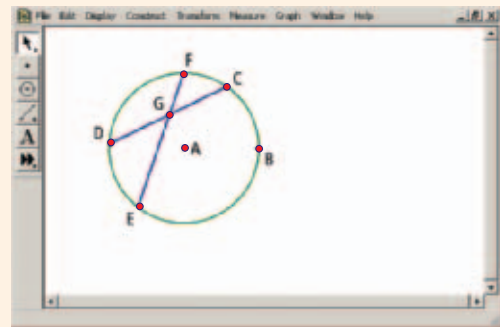 File Edit Display Construct Transform Measure Graph Window Help
F
C
G
D
A
B
E
A